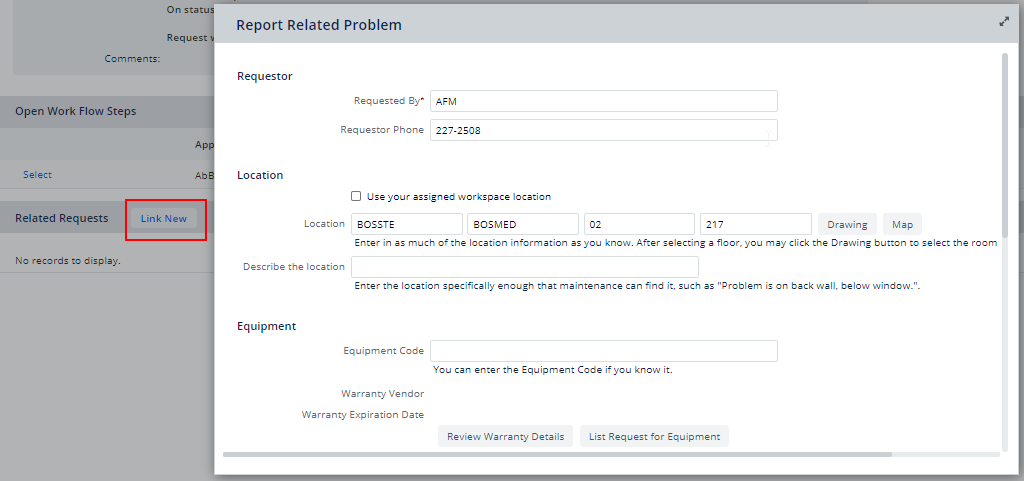 On status
Request
Comments:
Open Work Flow Steps
App
Select
AbB
Related Requests
Link New
No records to display.
Report Related Problem
Requestor
Requested By* AFM
Requestor Phone 227-2508
Location
Use your assigned workspace location
Location BOSSTE BOSMED 02 217 Drawing Map
Enter in as much of the location information as you know. After selecting a floor, you may click the Drawing button to select the room
Describe the location
Enter the location specifically enough that maintenance can find it, such as "Problem is on back wall, below window.".
Equipment
Equipment Code
You can enter the Equipment Code if you know it.
Warranty Vendor
Warranty Expiration Date
Review Warranty Details List Request for Equipment